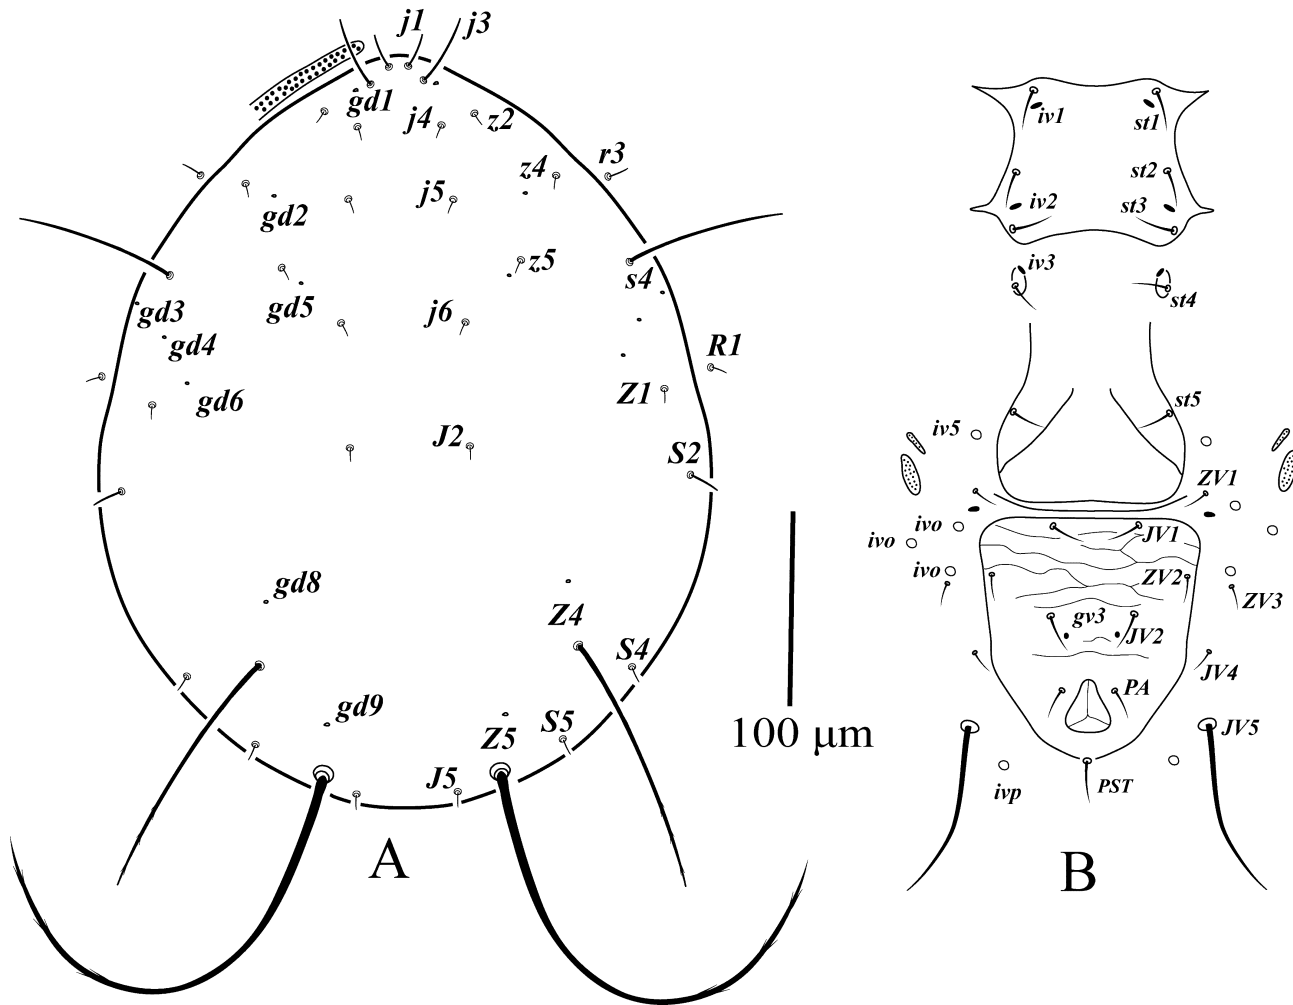 j1 j3
gd1
j4 z2
z4 r3
gd2 j5
z5
s4
gd3 gd5 j6
gd4
R1
gd6 Z1
J2 S2
gd8
Z4
S4
gd9 S5
Z5
J5
100 μm
A
iv1 st1
st2
iv2 st3
iv3
st4
st5
iv5
ZV1
ivo JV1
ivo
ivo ZV2
ZV3
gv3 JV2
JV4
PA
JV5
ivp PST
B